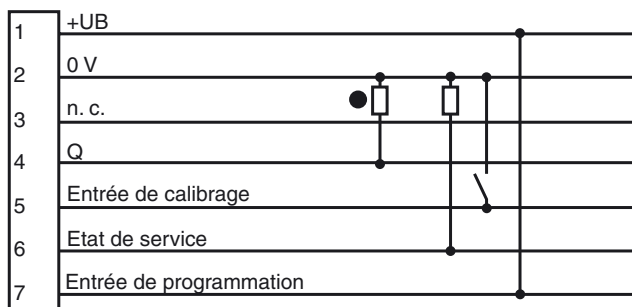 1 +UB
2 0 V
3 n. c.
4 Q
5 Entrée de calibrage
6 Etat de service
7 Entrée de programmation